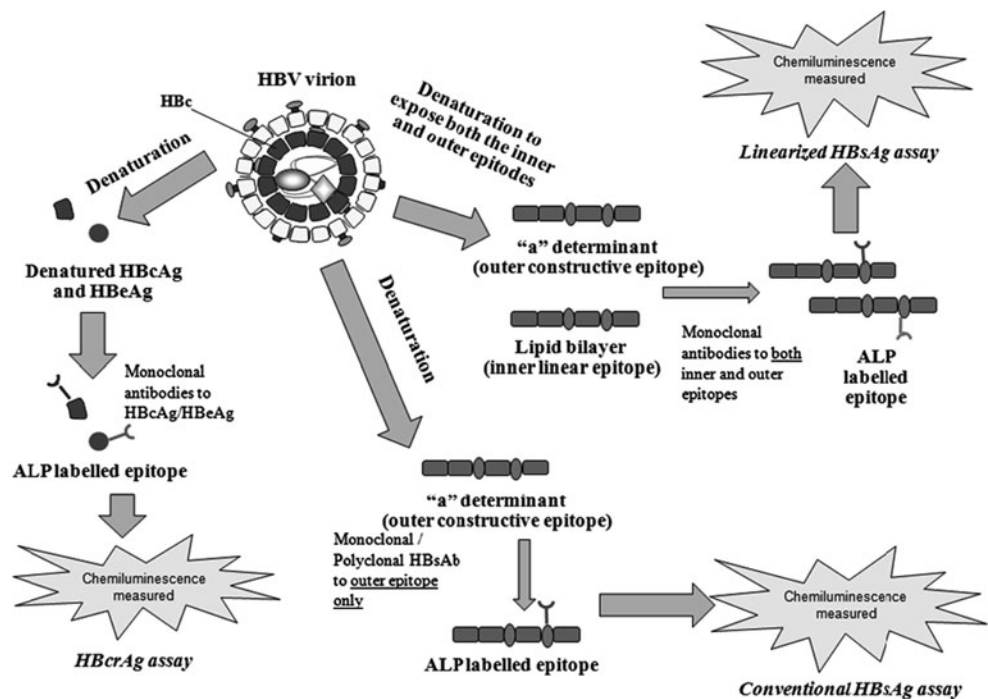 HBV virion
HBc
Denaturation
Denaturation to
expose both the inner
and outer epitodes
Denaturation
Denatured HBcAg
and HBeAg
Monoclonal
antibodies to
HBcAg/HBeAg
ALP labelled epitope
Chemiluminescence
measured
HBcrAg assay
"a" determinant
(outer constructive epitope)
Lipid bilayer
(inner linear epitope)
Monoclonal
antibodies to both
inner and outer
epitopes
ALP
labelled
epitope
Chemiluminescence
measured
Linearized HBsAg assay
"a" determinant
(outer constructive epitope)
Monoclonal /
Polyclonal HBsAb
to outer epitope
only
ALP labelled epitope
Chemiluminescence
measured
Conventional HBsAg assay